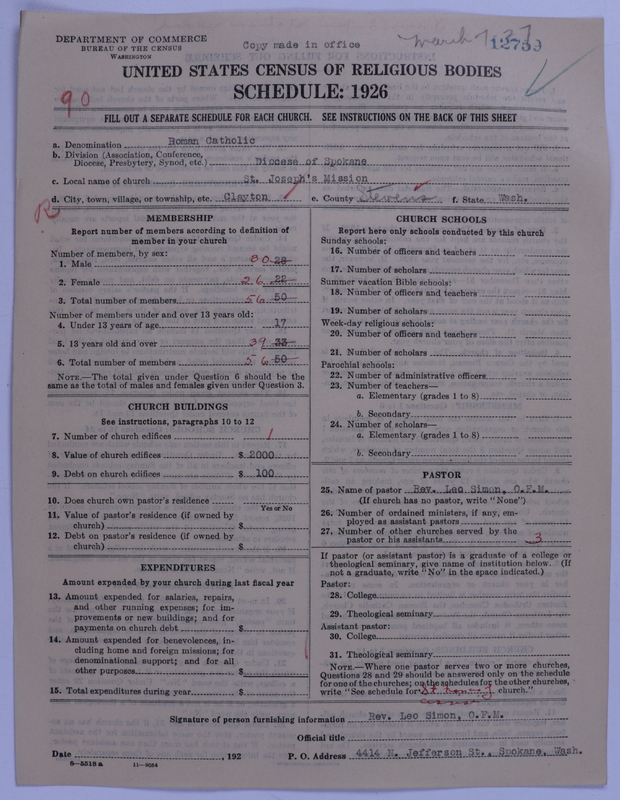 DEPARTMENT OF COMMERCE
BUREAU OF THE CENSUS
WASHINGTON
Copy made in office
March
12739
UNITED STATES CENSUS OF RELIGIOUS BODIES
SCHEDULE: 1926
90
FILL OUT A SEPARATE SCHEDULE FOR EACH CHURCH. SEE INSTRUCTIONS ON THE BACK OF THIS SHEET
a. Denomination Roman Catholic
b. Division (Association, Conference, Diocese, Presbytery, Synod, etc.) Diocese of Spokane
c. Local name of church St. Joseph's Mission
d. City, town, village, or township, etc. Clayton e. County Stevens f. State Wash.
MEMBERSHIP
Report number of members according to definition of
member in your church
Number of members, by sex:
1. Male 30 28
2. Female 26 22
3. Total number of members 56 50
Number of members under and over 13 years old:
4. Under 13 years of age 17
5. 13 years old and over 39 33
6. Total number of members 56 50
NOTE.—The total given under Question 6 should be the
same as the total of males and females given under Question 3.
CHURCH BUILDINGS
See instructions, paragraphs 10 to 12
7. Number of church edifices 1
8. Value of church edifices $ 2000
9. Debt on church edifices $ 100
10. Does church own pastor's residence
Yes or No
11. Value of pastor's residence (if owned by
church) $
12. Debt on pastor's residence (if owned by
church) $
EXPENDITURES
Amount expended by your church during last fiscal year
13. Amount expended for salaries, repairs,
and other running expenses; for im-
provements or new buildings; and for
payments on church debt $
14. Amount expended for benevolences, in-
cluding home and foreign missions; for
denominational support; and for all
other purposes $
15. Total expenditures during year $
CHURCH SCHOOLS
Report here only schools conducted by this church
Sunday schools:
16. Number of officers and teachers
17. Number of scholars
Summer vacation Bible schools:
18. Number of officers and teachers
19. Number of scholars
Week-day religious schools:
20. Number of officers and teachers
21. Number of scholars
Parochial schools:
22. Number of administrative officers
23. Number of teachers—
a. Elementary (grades 1 to 8)
b. Secondary
24. Number of scholars—
a. Elementary (grades 1 to 8)
b. Secondary
PASTOR
25. Name of pastor Rev. Leo Simon, O.F.M.
(If church has no pastor, write "None")
26. Number of ordained ministers, if any, em-
ployed as assistant pastors
27. Number of other churches served by the
pastor or his assistants 3
If pastor (or assistant pastor) is a graduate of a college or
theological seminary, give name of institution below. (If
not a graduate, write "No" in the space indicated.)
Pastor:
28. College
29. Theological seminary
Assistant pastor:
30. College
31. Theological seminary
NOTE.—Where one pastor serves two or more churches,
Questions 28 and 29 should be answered only on the schedule
for one of the churches; on the schedules for the other churches,
write "See schedule for St. church."
Signature of person furnishing information Rev. Leo Simon, O.F.M.
Official title
Date , 192 P. O. Address 4414 N. Jefferson St., Spokane, Wash.
8—5518 a 11—9084